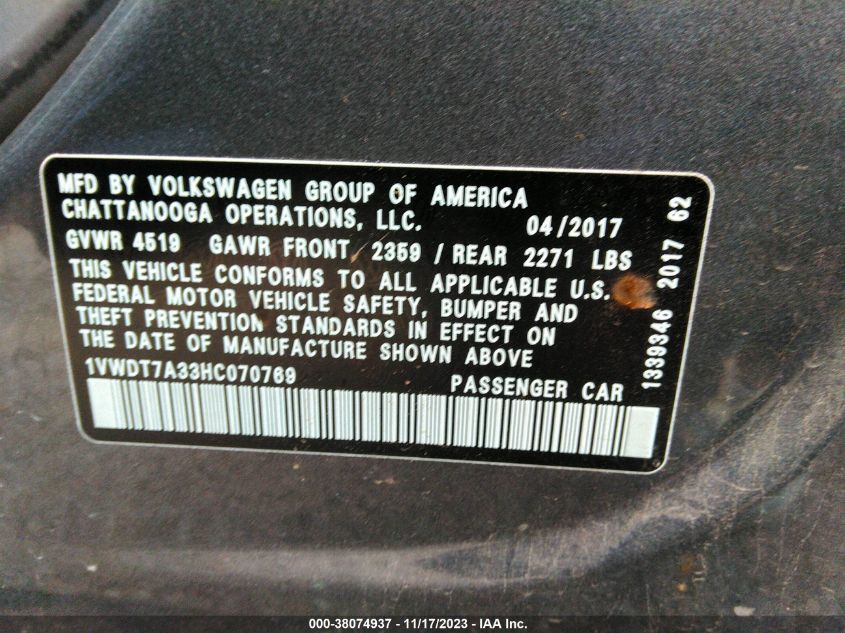 MFD BY VOLKSWAGEN GROUP OF AMERICA
CHATTANOOGA OPERATIONS, LLC. 04/2017
GVWR 4519 GAWR FRONT 2359 / REAR 2271 LBS
THIS VEHICLE CONFORMS TO ALL APPLICABLE U.S.
FEDERAL MOTOR VEHICLE SAFETY, BUMPER AND
THEFT PREVENTION STANDARDS IN EFFECT ON
THE DATE OF MANUFACTURE SHOWN ABOVE
1VWDT7A33HC070769 PASSENGER CAR
1339346 2017 62
000-38074937 - 11/17/2023 - IAA Inc.